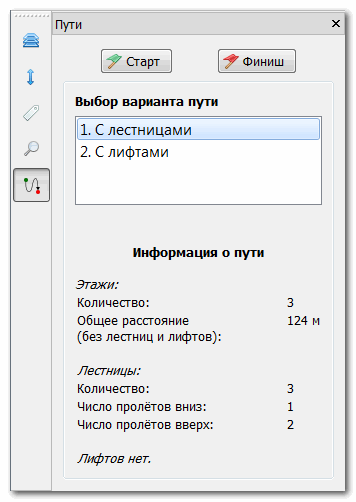 Пути
Старт
Финиш
Выбор варианта пути
1. С лестницами
2. С лифтами
Информация о пути
Этажи:
Количество: 3
Общее расстояние 124 м
(без лестниц и лифтов):
Лестницы:
Количество: 3
Число пролётов вниз: 1
Число пролётов вверх: 2
Лифтов нет.